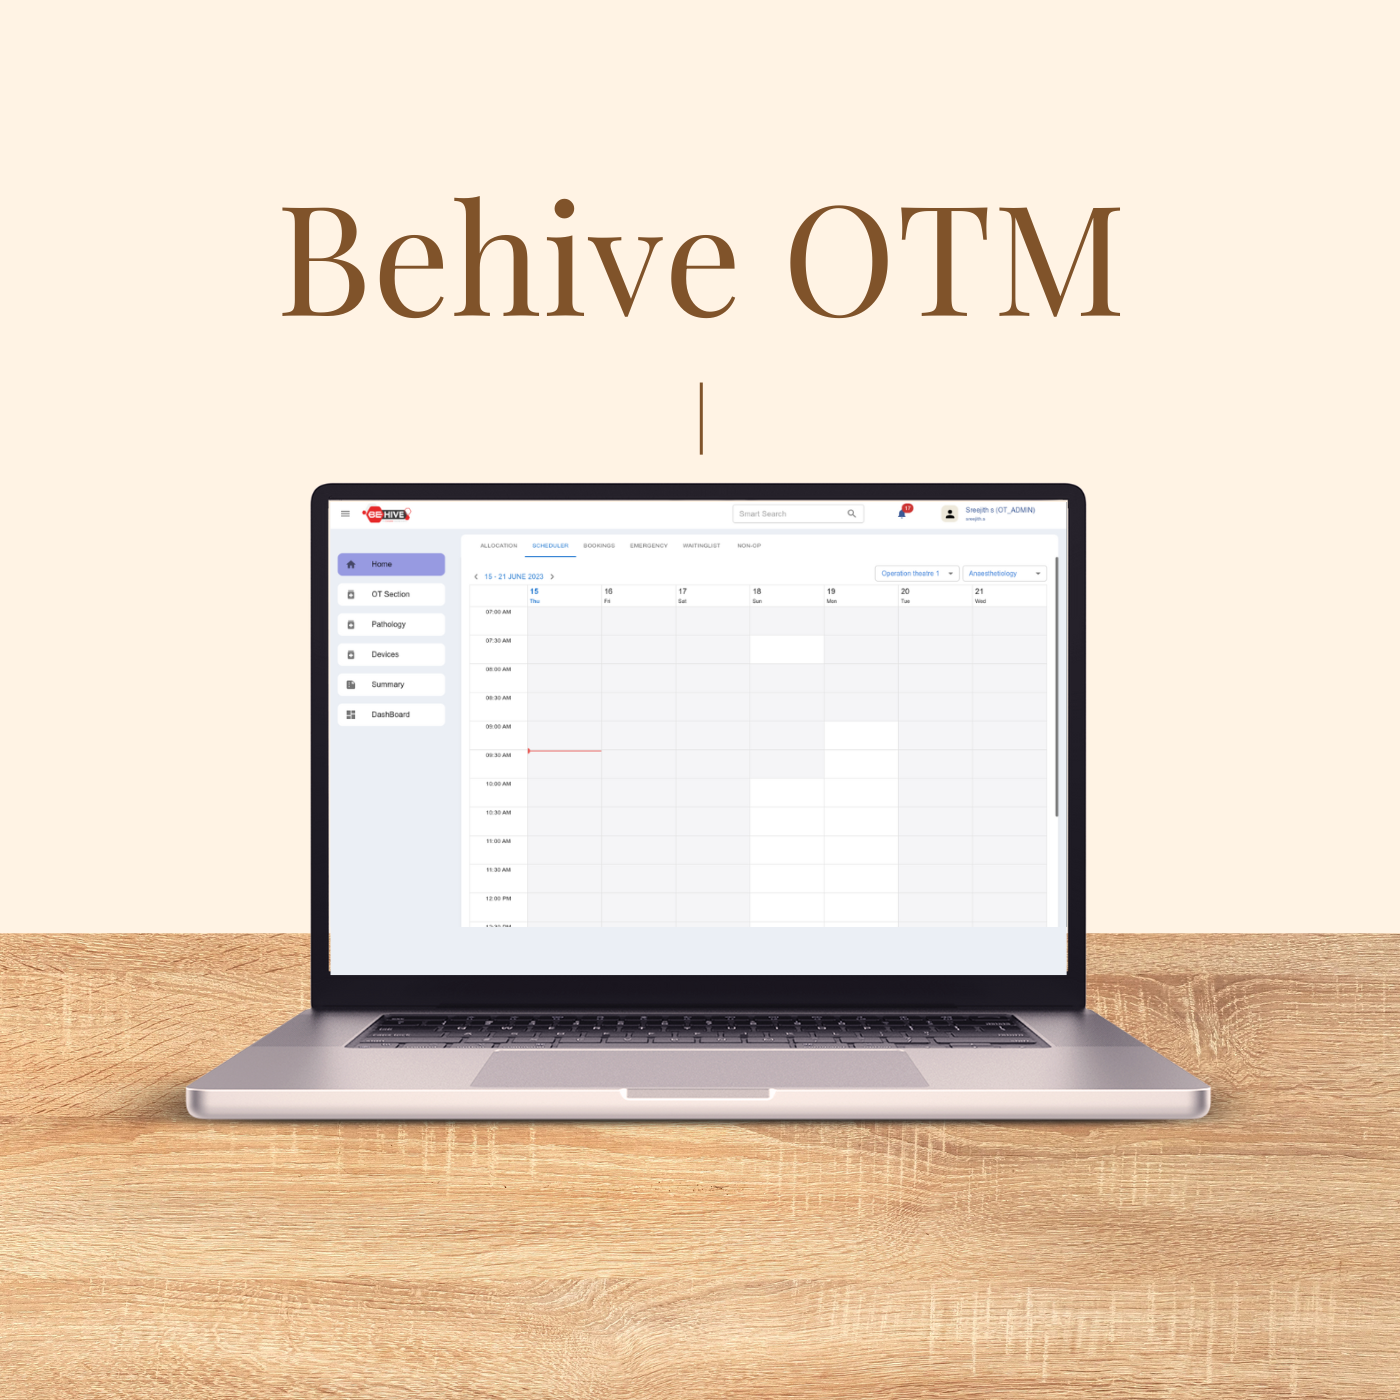 Behive OTM
BE-HIVE
Smart Search
17
Sreejith s (OT_ADMIN)
sreejith.s
Home
OT Section
Pathology
Devices
Summary
DashBoard
ALLOCATION SCHEDULER BOOKINGS EMERGENCY WAITINGLIST NON-OP
15 - 21 JUNE 2023
Operation theatre 1 Anaesthetiology
15 16 17 18 19 20 21
Thu Fri Sat Sun Mon Tue Wed
07:00 AM
07:30 AM
08:00 AM
08:30 AM
09:00 AM
09:30 AM
10:00 AM
10:30 AM
11:00 AM
11:30 AM
12:00 PM